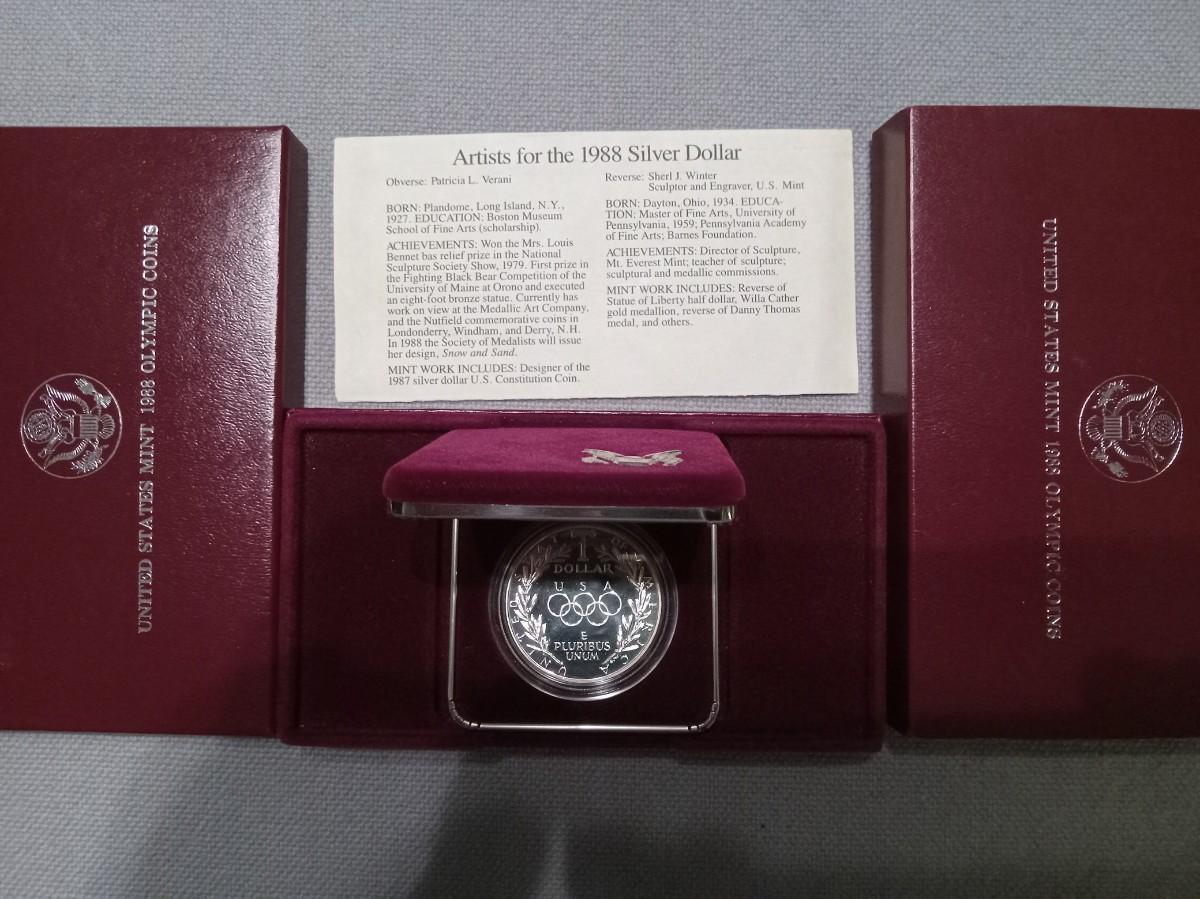 Artists for the 1988 Silver Dollar
Obverse: Patricia L. Verani
BORN: Plandome, Long Island, N.Y.,
1927. EDUCATION: Boston Museum
School of Fine Arts (scholarship).
ACHIEVEMENTS: Won the Mrs. Louis
Bennet bas relief prize in the National
Sculpture Society Show, 1979. First prize in
the Fighting Black Bear Competition of the
University of Maine at Orono and executed
an eight-foot bronze statue. Currently has
work on view at the Medallic Art Company,
and the Nutfield commemorative coins in
Londonderry, Windham, and Derry, N.H.
In 1988 the Society of Medalists will issue
her design, Snow and Sand.
MINT WORK INCLUDES: Designer of the
1987 silver dollar U.S. Constitution Coin.
Reverse: Sherl J. Winter
Sculptor and Engraver, U.S. Mint
BORN: Dayton, Ohio, 1934. EDUCA-
TION: Master of Fine Arts, University of
Pennsylvania, 1959; Pennsylvania Academy
of Fine Arts; Barnes Foundation.
ACHIEVEMENTS: Director of Sculpture,
Mt. Everest Mint; teacher of sculpture;
sculptural and medallic commissions.
MINT WORK INCLUDES: Reverse of
Statue of Liberty half dollar, Willa Cather
gold medallion, reverse of Danny Thomas
medal, and others.
UNITED STATES MINT 1988 OLYMPIC COINS
UNITED STATES MINT 1988 OLYMPIC COINS
UNITED
OF
1
DOLLAR
USA
E
PLURIBUS
UNUM